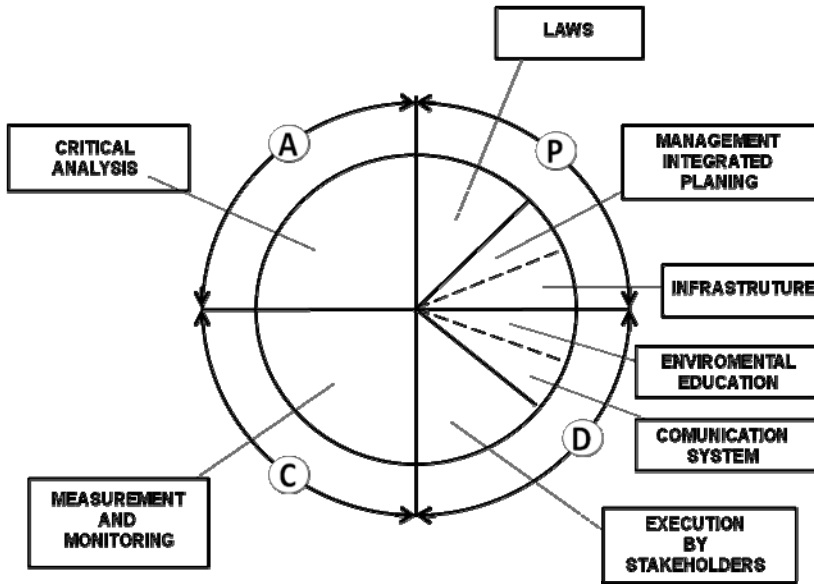 LAWS
A
P
CRITICAL
ANALYSIS
MANAGEMENT
INTEGRATED
PLANING
INFRASTRUTURE
ENVIROMENTAL
EDUCATION
COMUNICATION
SYSTEM
D
C
MEASUREMENT
AND
MONITORING
EXECUTION
BY
STAKEHOLDERS